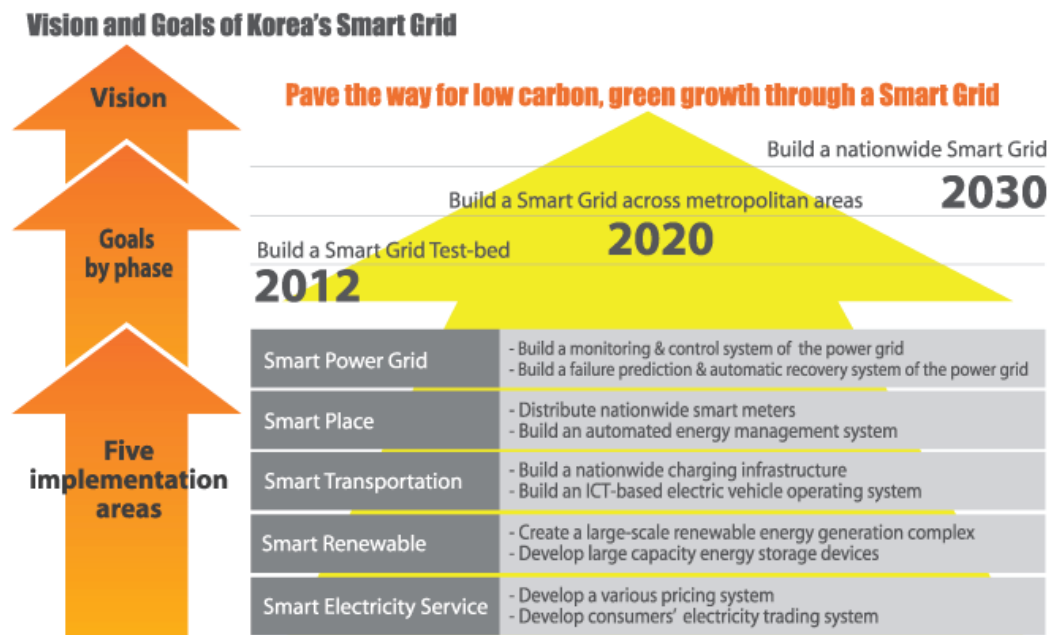 Vision and Goals of Korea's Smart Grid
Vision
Pave the way for low carbon, green growth through a Smart Grid
Build a nationwide Smart Grid
2030
Build a Smart Grid across metropolitan areas
2020
Goals
by phase
Build a Smart Grid Test-bed
2012
Five
implementation
areas
Smart Power Grid
- Build a monitoring & control system of the power grid
- Build a failure prediction & automatic recovery system of the power grid
Smart Place
- Distribute nationwide smart meters
- Build an automated energy management system
Smart Transportation
- Build a nationwide charging infrastructure
- Build an ICT-based electric vehicle operating system
Smart Renewable
- Create a large-scale renewable energy generation complex
- Develop large capacity energy storage devices
Smart Electricity Service
- Develop a various pricing system
- Develop consumers' electricity trading system